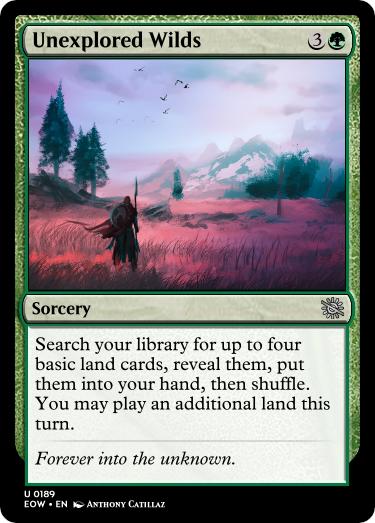 Unexplored Wilds 3
Sorcery
Search your library for up to four
basic land cards, reveal them, put
them into your hand, then shuffle.
You may play an additional land this
turn.
Forever into the unknown.
U 0189
EOW • EN Anthony Catillaz